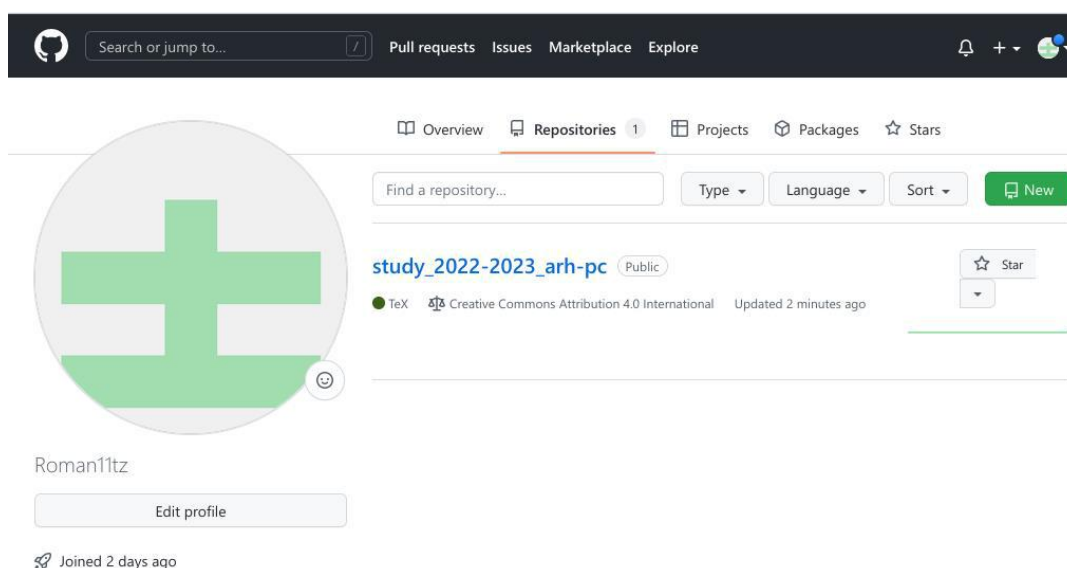 Search or jump to... / Pull requests Issues Marketplace Explore
Overview Repositories 1 Projects Packages Stars
Find a repository... Type Language Sort New
study_2022-2023_arh-pc Public
Star
TeX Creative Commons Attribution 4.0 International Updated 2 minutes ago
Roman11tz
Edit profile
Joined 2 days ago